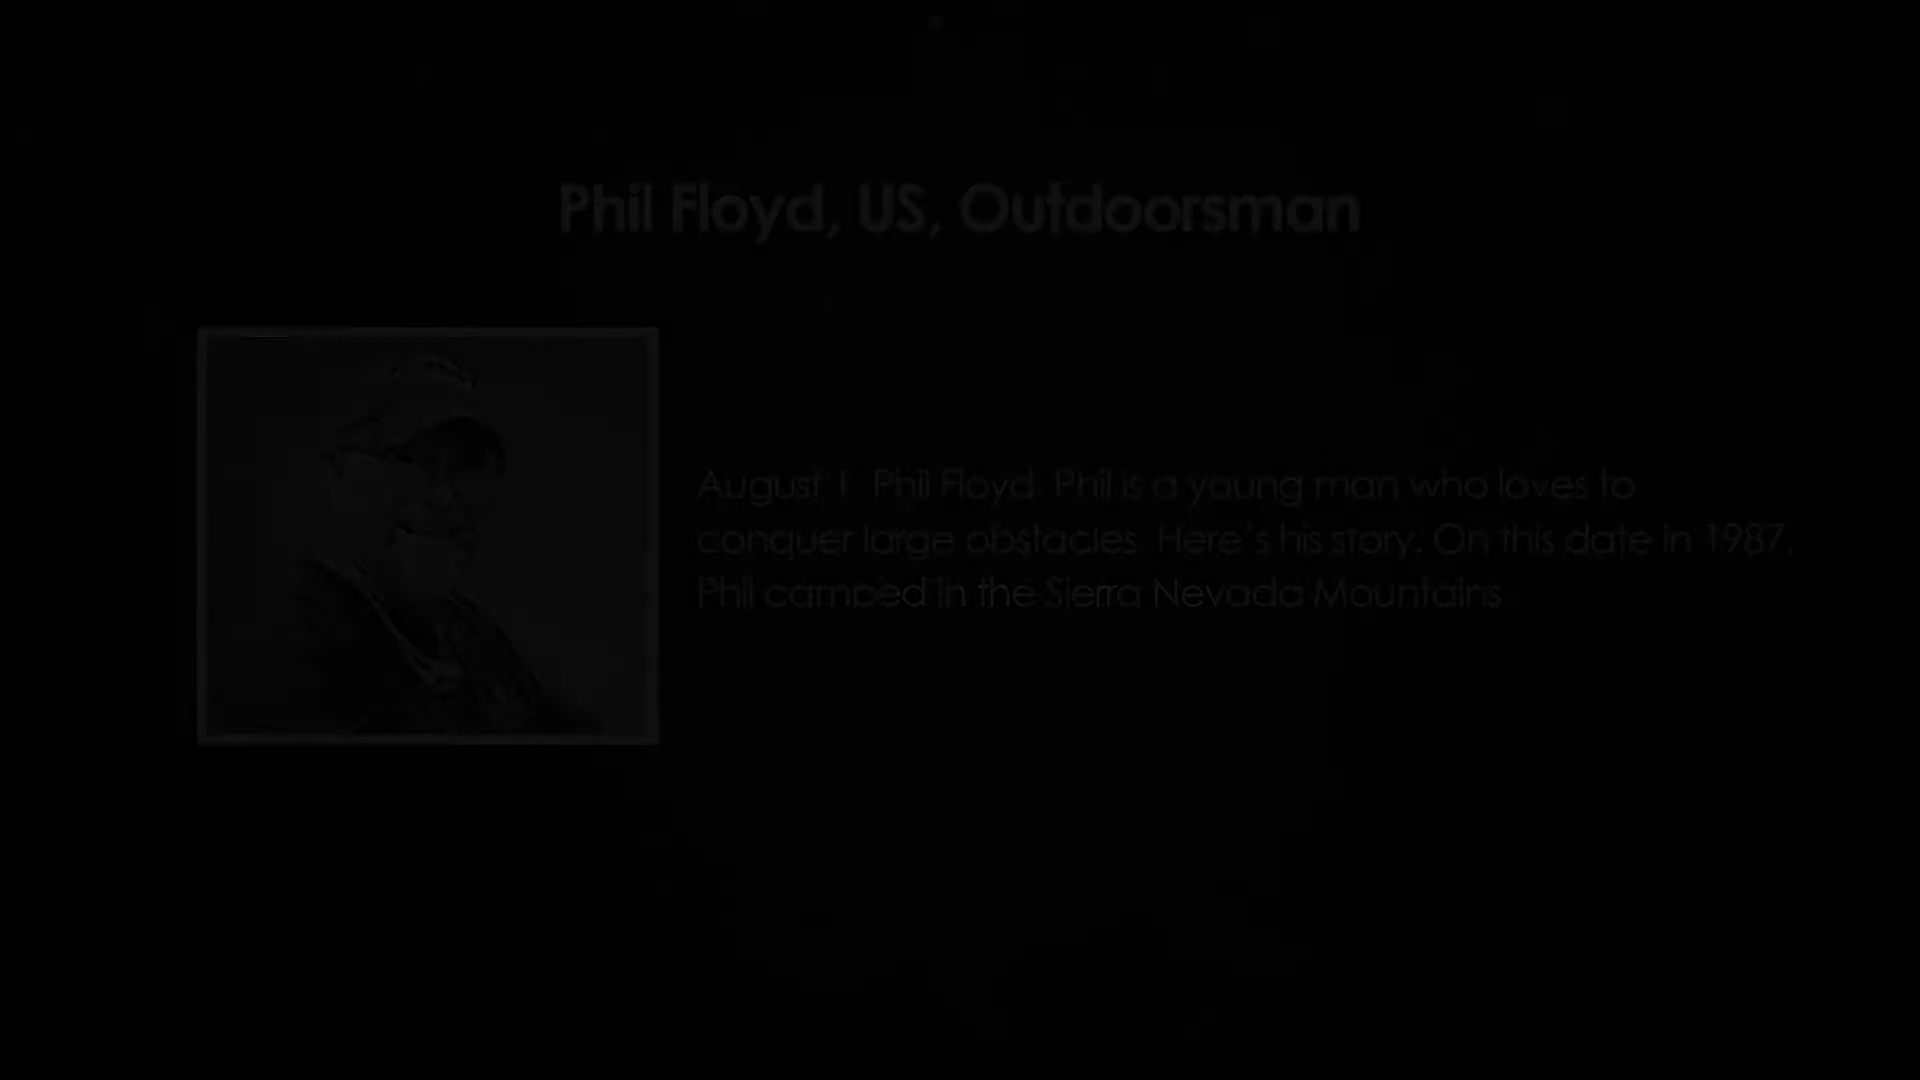 Phil Floyd, US, Outdoorsman
August 1. Phil Floyd. Phil is a young man who loves to
conquer large obstacles. Here's his story. On this date in 1987,
Phil camped in the Sierra Nevada Mountains.